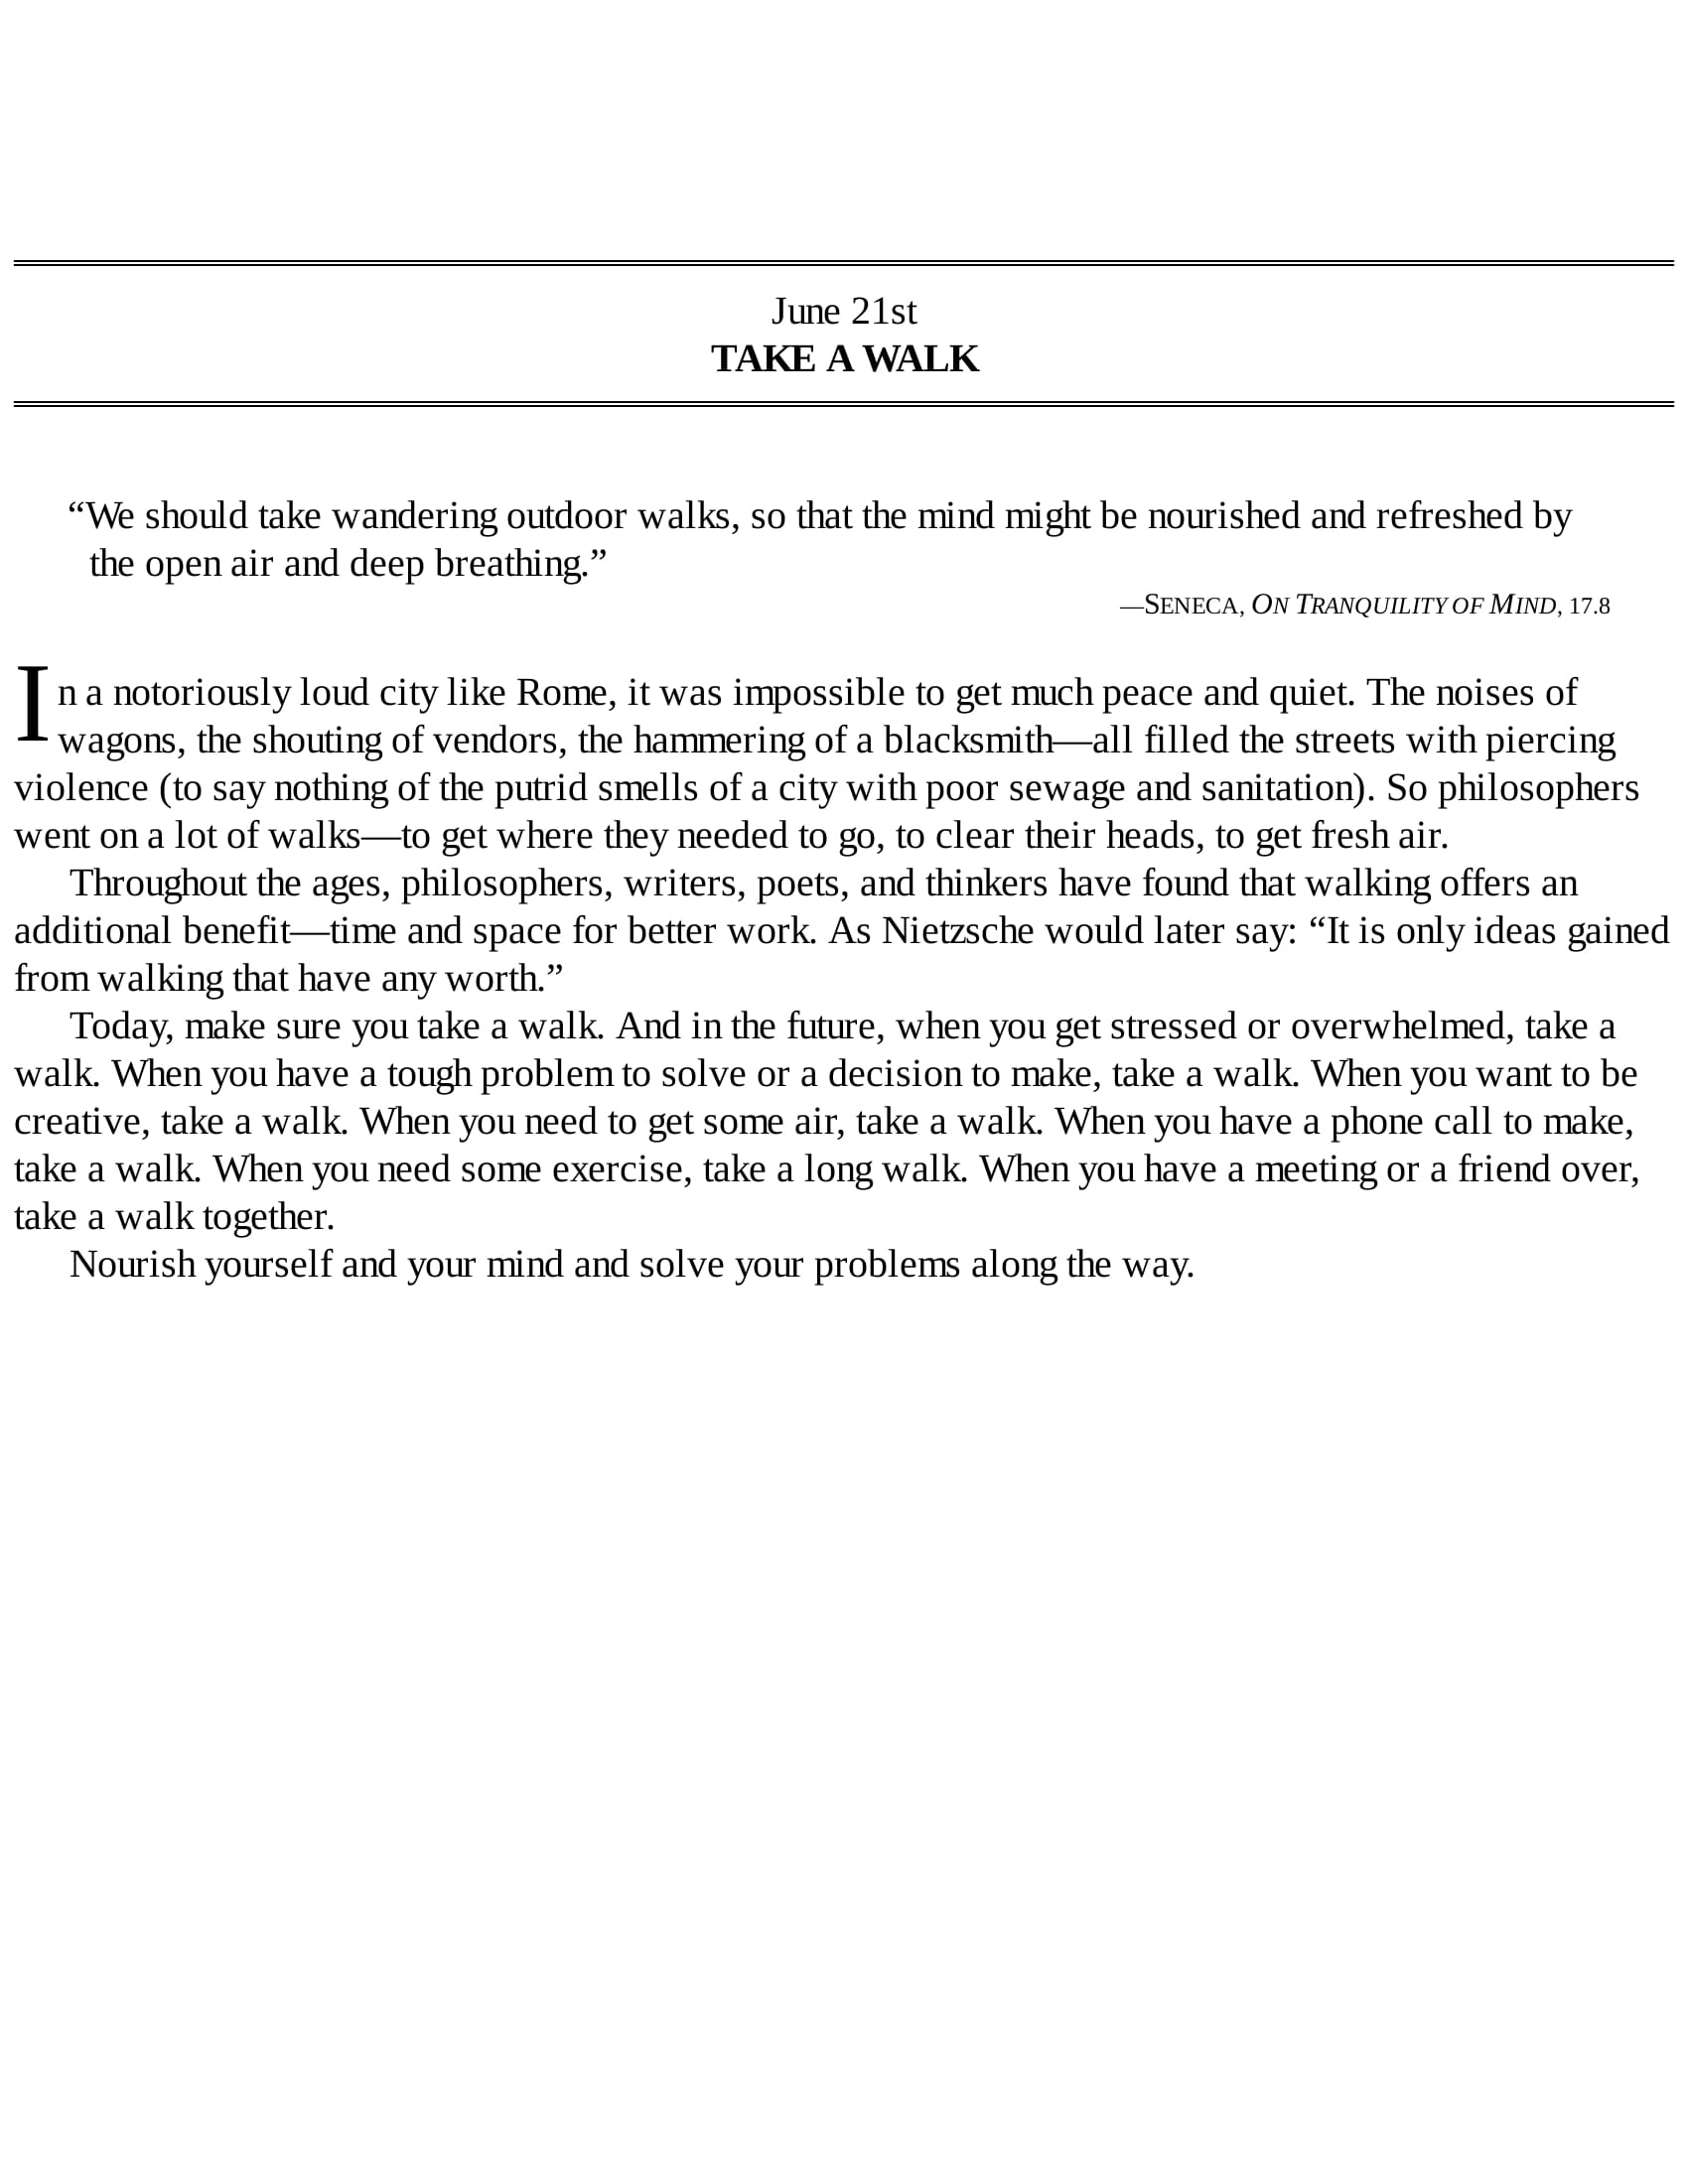 June 21st
TAKE A WALK
“We should take wandering outdoor walks, so that the mind might be nourished and refreshed by
the open air and deep breathing.”
—SENECA, ON TRANQUILITY OF MIND, 17.8
In a notoriously loud city like Rome, it was impossible to get much peace and quiet. The noises of
wagons, the shouting of vendors, the hammering of a blacksmith—all filled the streets with piercing
violence (to say nothing of the putrid smells of a city with poor sewage and sanitation). So philosophers
went on a lot of walks—to get where they needed to go, to clear their heads, to get fresh air.
Throughout the ages, philosophers, writers, poets, and thinkers have found that walking offers an
additional benefit—time and space for better work. As Nietzsche would later say: “It is only ideas gained
from walking that have any worth.”
Today, make sure you take a walk. And in the future, when you get stressed or overwhelmed, take a
walk. When you have a tough problem to solve or a decision to make, take a walk. When you want to be
creative, take a walk. When you need to get some air, take a walk. When you have a phone call to make,
take a walk. When you need some exercise, take a long walk. When you have a meeting or a friend over,
take a walk together.
Nourish yourself and your mind and solve your problems along the way.